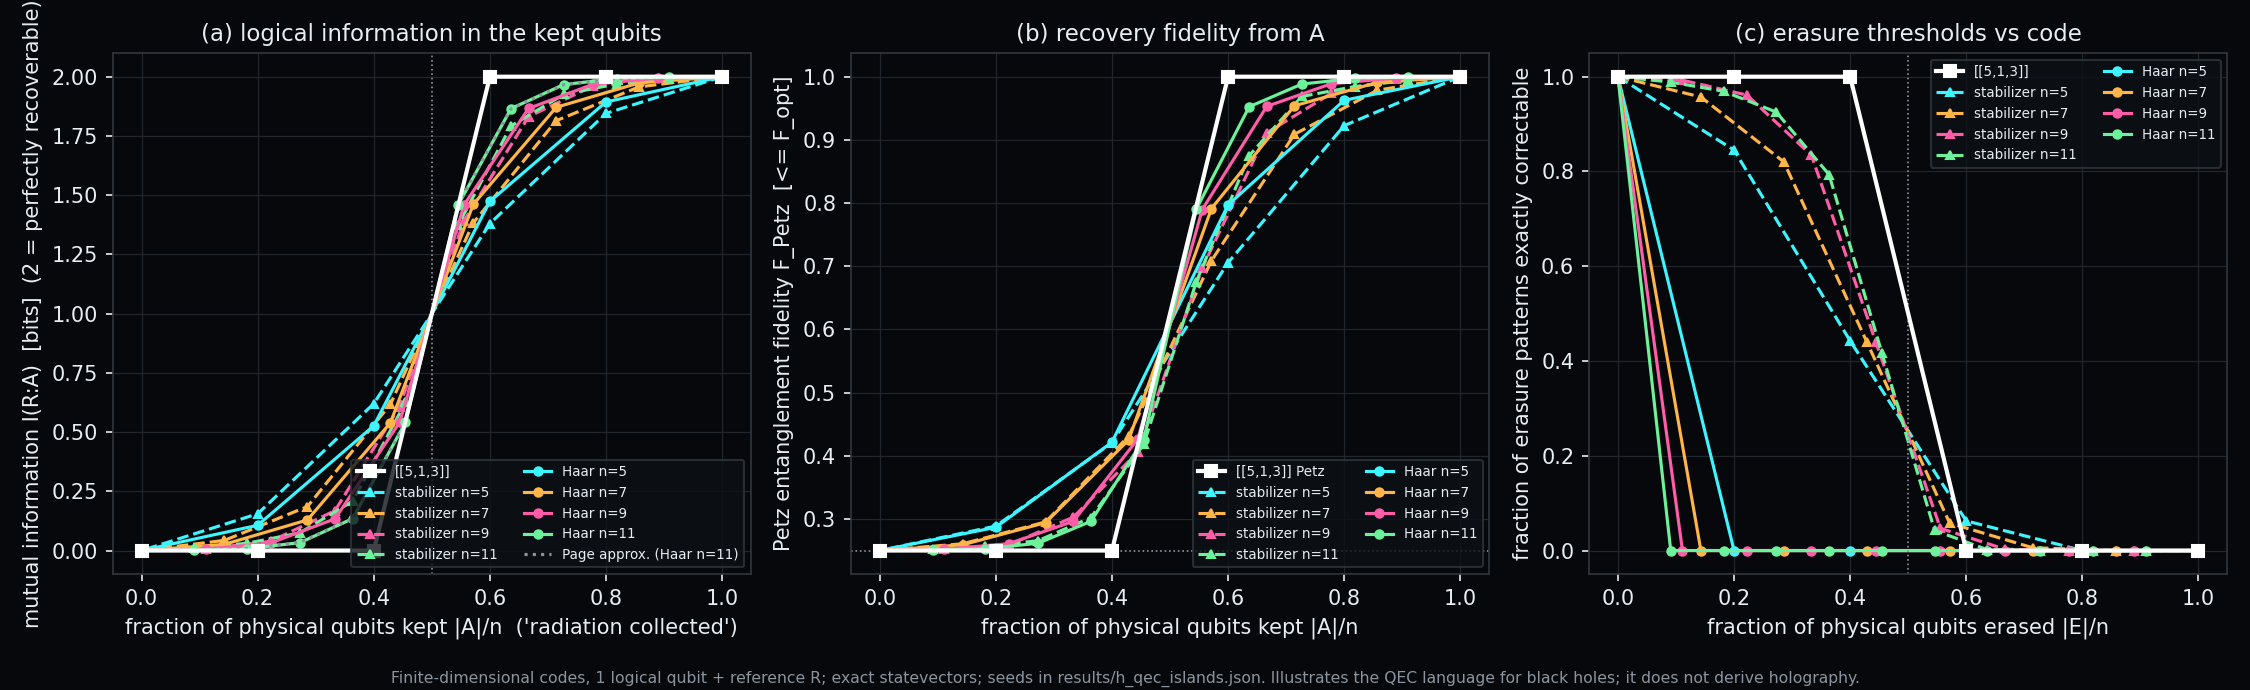 (a) logical information in the kept qubits
mutual information I(R:A)  [bits]  (2 = perfectly recoverable)
2.00
1.75
1.50
1.25
1.00
0.75
0.50
0.25
0.00
[[5,1,3]]
stabilizer n=5
stabilizer n=7
stabilizer n=9
stabilizer n=11
Haar n=5
Haar n=7
Haar n=9
Haar n=11
Page approx. (Haar n=11)
0.0 0.2 0.4 0.6 0.8 1.0
fraction of physical qubits kept |A|/n  ('radiation collected')
(b) recovery fidelity from A
Petz entanglement fidelity F_Petz  [<= F_opt]
1.0
0.9
0.8
0.7
0.6
0.5
0.4
0.3
[[5,1,3]] Petz
stabilizer n=5
stabilizer n=7
stabilizer n=9
stabilizer n=11
Haar n=5
Haar n=7
Haar n=9
Haar n=11
0.0 0.2 0.4 0.6 0.8 1.0
fraction of physical qubits kept |A|/n
(c) erasure thresholds vs code
fraction of erasure patterns exactly correctable
1.0
0.8
0.6
0.4
0.2
0.0
[[5,1,3]]
stabilizer n=5
stabilizer n=7
stabilizer n=9
stabilizer n=11
Haar n=5
Haar n=7
Haar n=9
Haar n=11
0.0 0.2 0.4 0.6 0.8 1.0
fraction of physical qubits erased |E|/n
Finite-dimensional codes, 1 logical qubit + reference R; exact statevectors; seeds in results/h_qec_islands.json. Illustrates the QEC language for black holes; it does not derive holography.